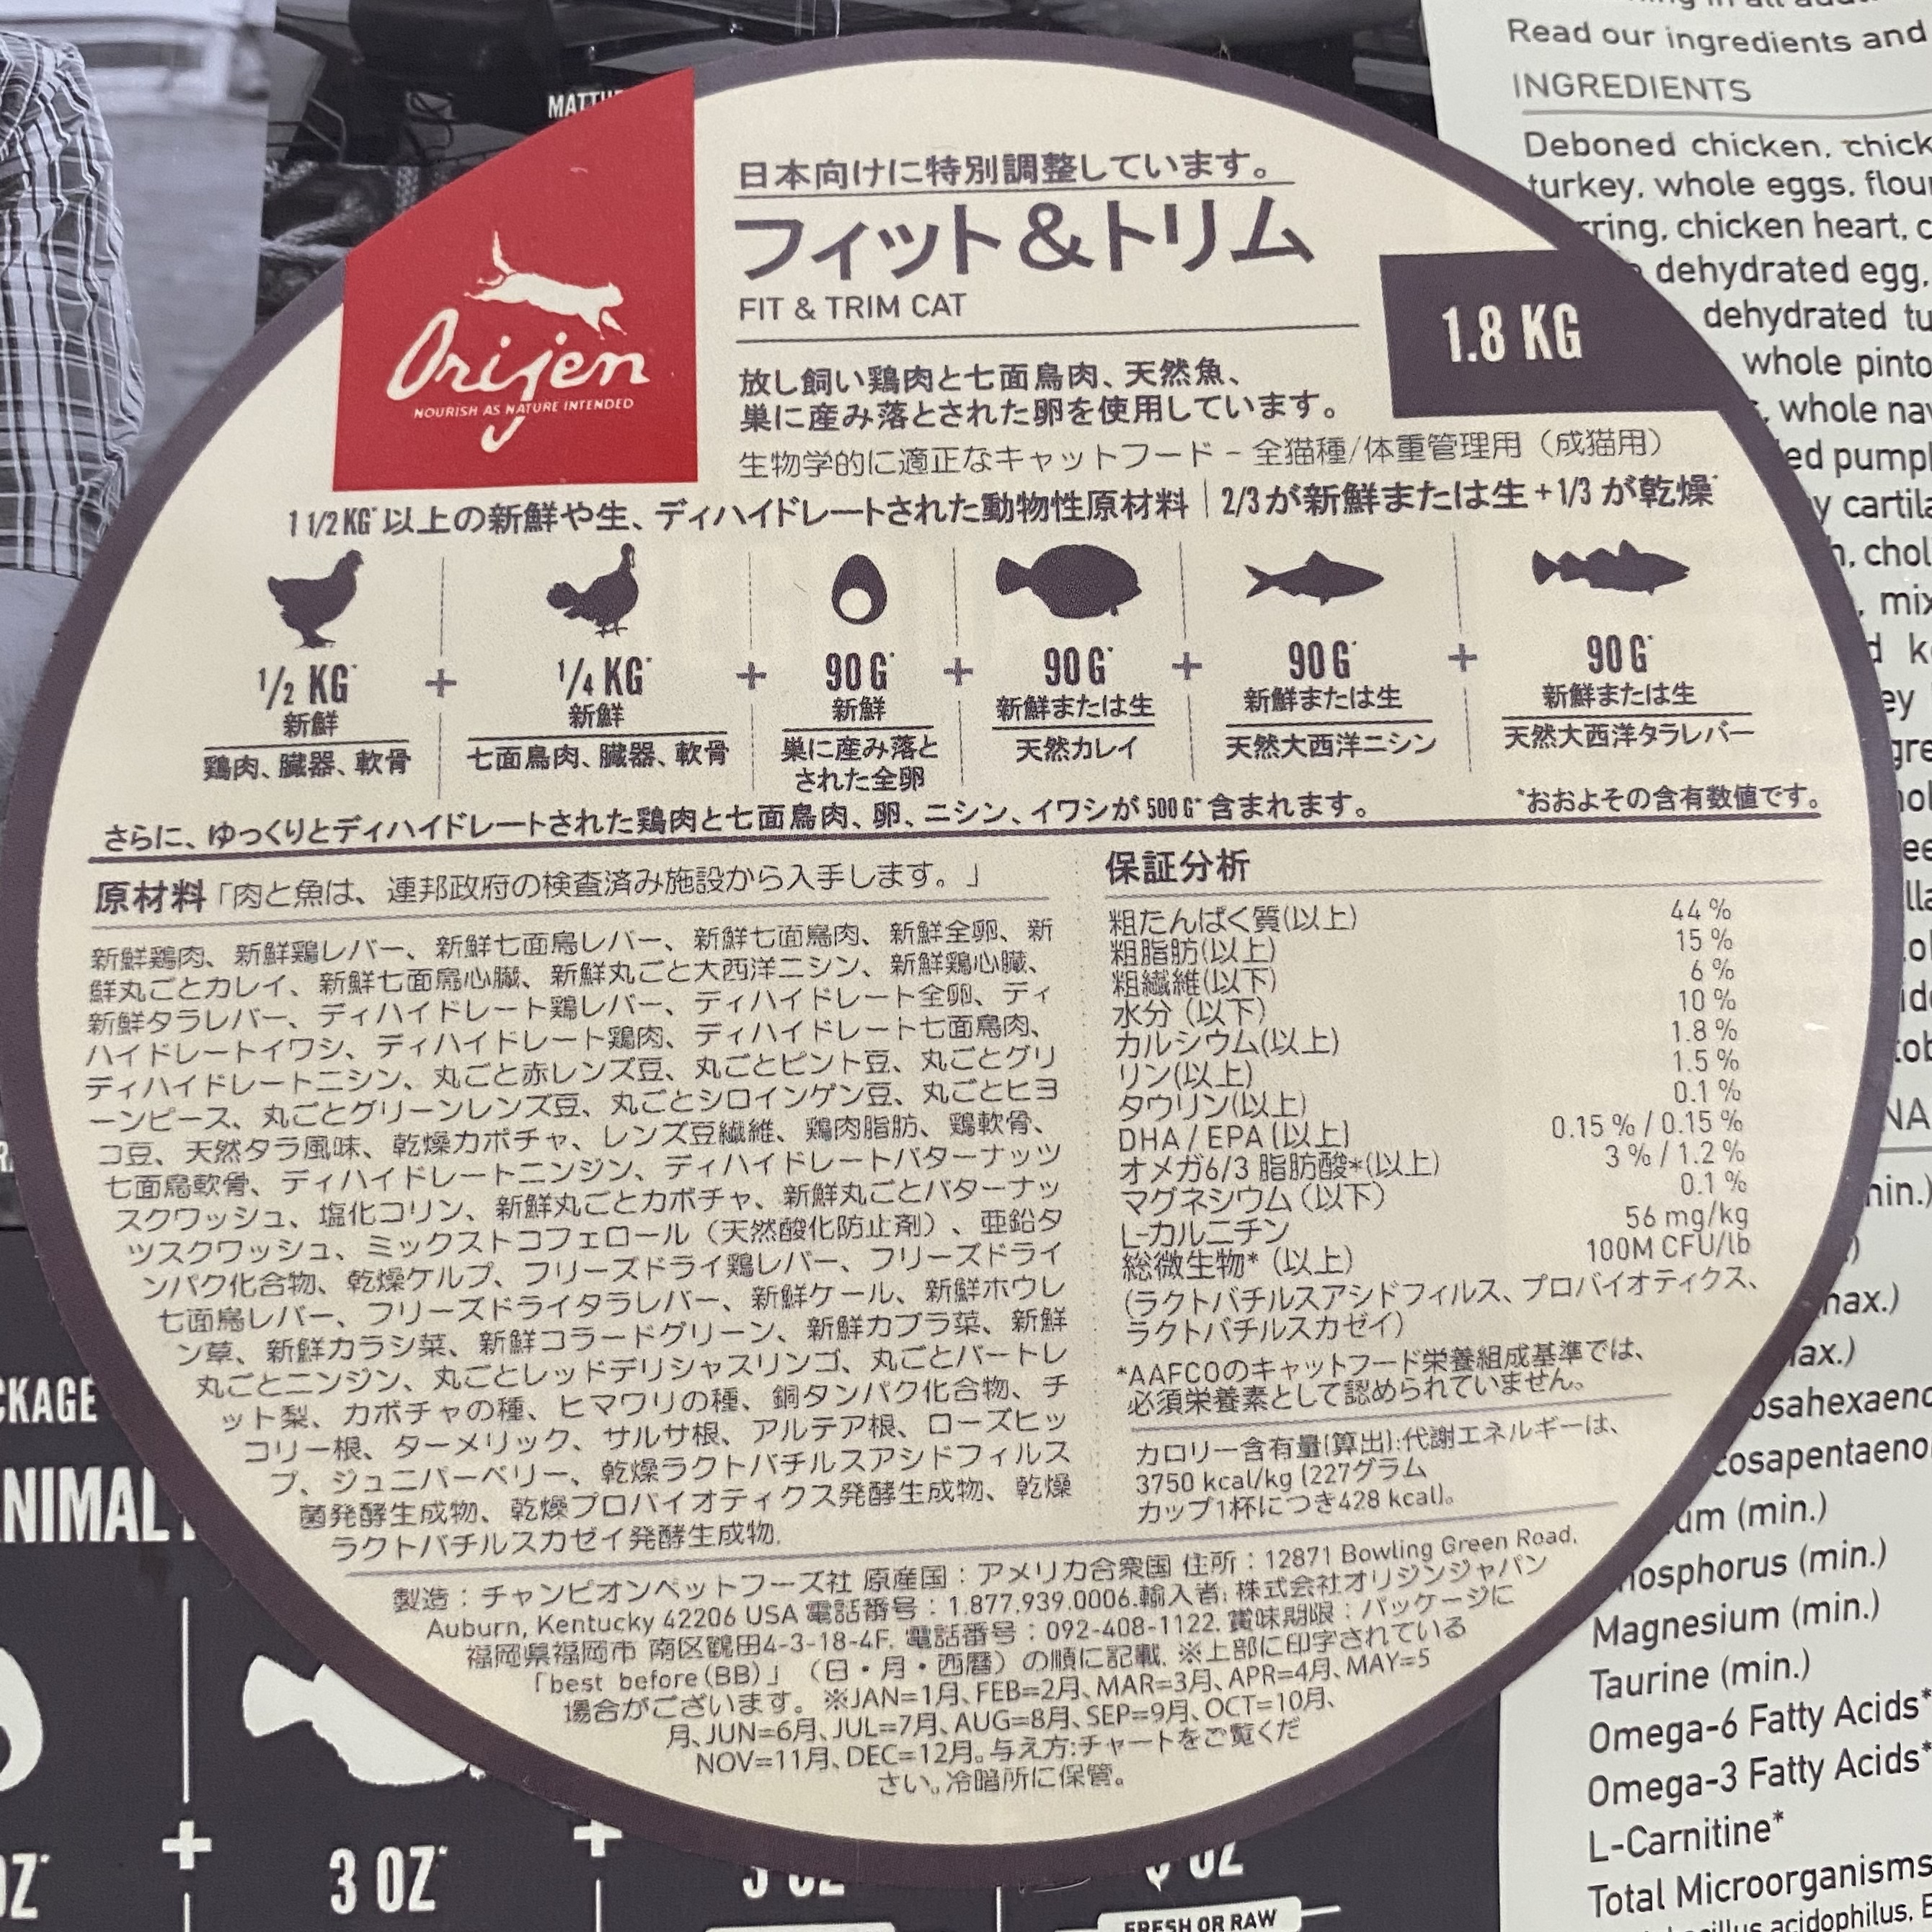 MATTH
日本向けに特別調整しています。
フィット&トリム
FIT & TRIM CAT
Orijen
NOURISH AS NATURE INTENDED
1.8 KG
放し飼い鶏肉と七面鳥肉、天然魚、
巣に産み落とされた卵を使用しています。
生物学的に適正なキャットフード – 全猫種/体重管理用（成猫用）
1 1/2 KG* 以上の新鮮や生、ディハイドレートされた動物性原材料 | 2/3 が新鮮または生 + 1/3 が乾燥*
1/2 KG*
新鮮
鶏肉、臓器、軟骨
+
1/4 KG*
新鮮
七面鳥肉、臓器、軟骨
+
90 G*
新鮮
巣に産み落と
された全卵
+
90 G*
新鮮または生
天然カレイ
+
90 G*
新鮮または生
天然大西洋ニシン
+
90 G*
新鮮または生
天然大西洋タラレバー
さらに、ゆっくりとディハイドレートされた鶏肉と七面鳥肉、卵、ニシン、イワシが 500 G* 含まれます。
*おおよその含有数値です。
原材料「肉と魚は、連邦政府の検査済み施設から入手します。」
新鮮鶏肉、新鮮鶏レバー、新鮮七面鳥レバー、新鮮七面鳥肉、新鮮全卵、新
鮮丸ごとカレイ、新鮮七面鳥心臓、新鮮丸ごと大西洋ニシン、新鮮鶏心臓、
新鮮タラレバー、ディハイドレート鶏レバー、ディハイドレート全卵、ディ
ハイドレートイワシ、ディハイドレート鶏肉、ディハイドレート七面鳥肉、
ディハイドレートニシン、丸ごと赤レンズ豆、丸ごとピント豆、丸ごとグリ
ーンピース、丸ごとグリーンレンズ豆、丸ごとシロインゲン豆、丸ごとヒヨ
コ豆、天然タラ風味、乾燥カボチャ、レンズ豆繊維、鶏肉脂肪、鶏軟骨、
七面鳥軟骨、ディハイドレートニンジン、ディハイドレートバターナッツ
スクワッシュ、塩化コリン、新鮮丸ごとカボチャ、新鮮丸ごとバターナッ
ツスクワッシュ、ミックストコフェロール（天然酸化防止剤）、亜鉛タ
ンパク化合物、乾燥ケルプ、フリーズドライ鶏レバー、フリーズドライ
七面鳥レバー、フリーズドライタラレバー、新鮮ケール、新鮮ホウレ
ン草、新鮮カラシ菜、新鮮コラードグリーン、新鮮カブラ菜、新鮮
丸ごとニンジン、丸ごとレッドデリシャスリンゴ、丸ごとバートレ
ット梨、カボチャの種、ヒマワリの種、銅タンパク化合物、チ
コリー根、ターメリック、サルサ根、アルテア根、ローズヒッ
プ、ジュニパーベリー、乾燥ラクトバチルスアシドフィルス
菌発酵生成物、乾燥プロバイオティクス発酵生成物、乾燥
ラクトバチルスカゼイ発酵生成物.
保証分析
粗たんぱく質(以上) 44 %
粗脂肪(以上) 15 %
粗繊維(以下) 6 %
水分（以下） 10 %
カルシウム(以上) 1.8 %
リン(以上) 1.5 %
タウリン(以上) 0.1 %
DHA / EPA (以上) 0.15 % / 0.15 %
オメガ6/3 脂肪酸*(以上) 3 % / 1.2 %
マグネシウム（以下） 0.1 %
L-カルニチン 56 mg/kg
総微生物*（以上） 100M CFU/lb
(ラクトバチルスアシドフィルス、プロバイオティクス、
ラクトバチルスカゼイ)
*AAFCOのキャットフード栄養組成基準では、
必須栄養素として認められていません。
カロリー含有量(算出):代謝エネルギーは、
3750 kcal/kg (227グラム
カップ1杯につき428 kcal)。
製造：チャンピオンペットフーズ社 原産国：アメリカ合衆国 住所：12871 Bowling Green Road,
Auburn, Kentucky 42206 USA 電話番号：1.877.939.0006.輸入者: 株式会社オリジンジャパン
福岡県福岡市 南区鶴田4-3-18-4F. 電話番号：092-408-1122. 賞味期限：パッケージに
「best before(BB)」（日・月・西暦）の順に記載. ※上部に印字されている
場合がございます。※JAN=1月、FEB=2月、MAR=3月、APR=4月、MAY=5
月、JUN=6月、JUL=7月、AUG=8月、SEP=9月、OCT=10月、
NOV=11月、DEC=12月。与え方:チャートをご覧くだ
さい。冷暗所に保管。
Read our ingredients and
INGREDIENTS
Deboned chicken, chick
turkey, whole eggs, flou
rring, chicken heart, c
dehydrated egg,
dehydrated tu
whole pinto
, whole nav
ed pump
y cartila
h, chol
, mix
max.)
ax.)
osahexaeno
cosapentaeno
um (min.)
hosphorus (min.)
Magnesium (min.)
Taurine (min.)
Omega-6 Fatty Acids*
Omega-3 Fatty Acids*
L-Carnitine*
Total Microorganisms
CKAGE
NIMAL
OZ*
+
3 OZ*
+
FRESH OR RAW